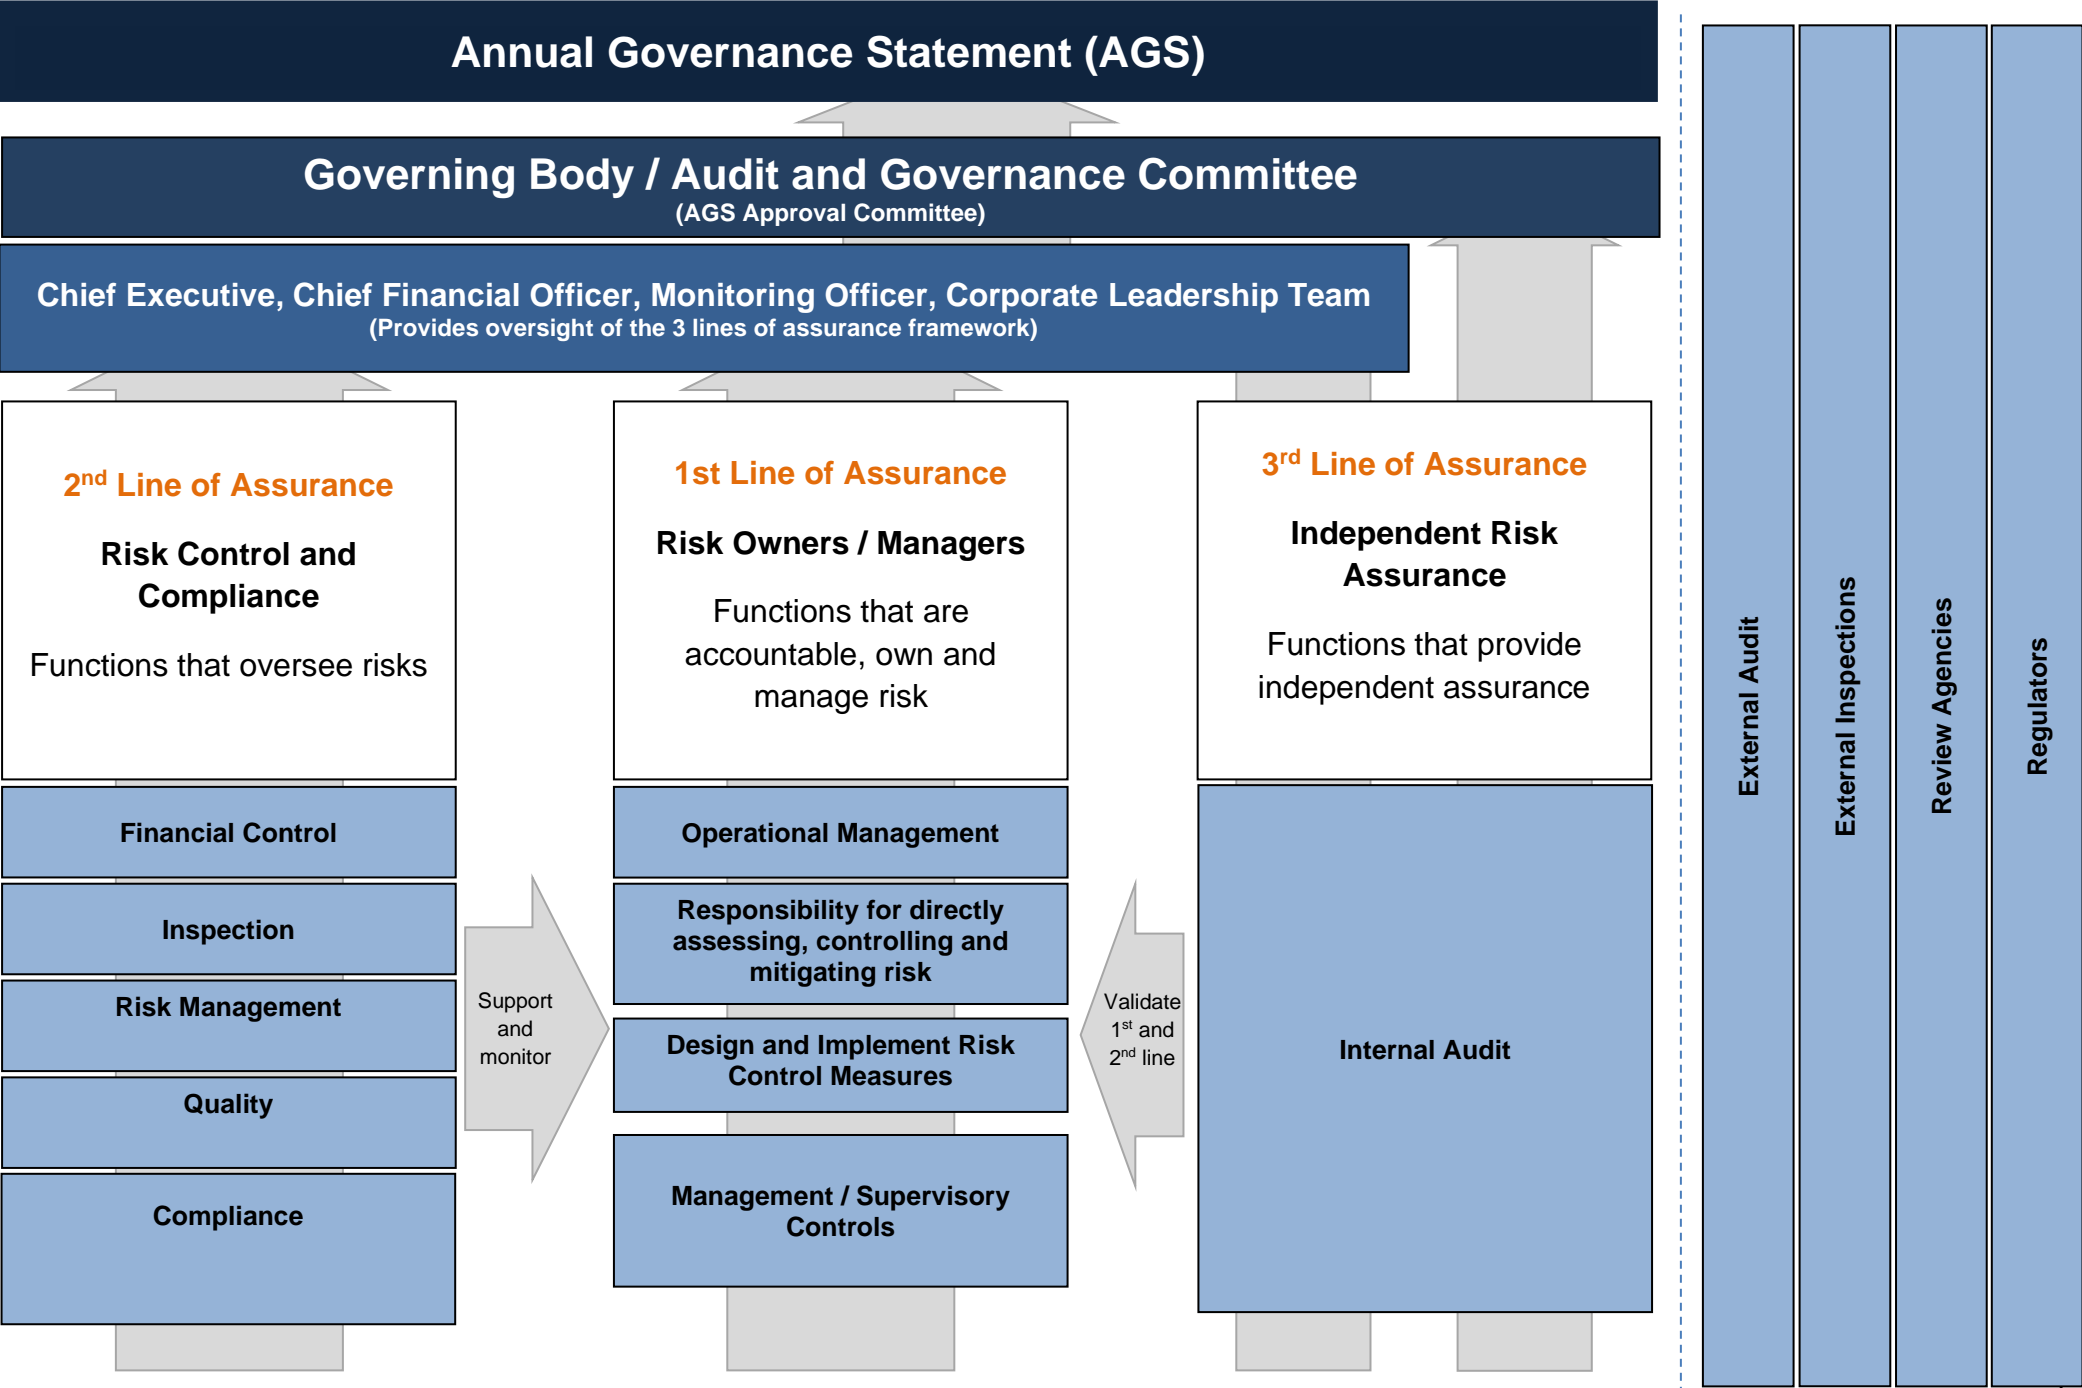 Annual Governance Statement (AGS)
Governing Body / Audit and Governance Committee
(AGS Approval Committee)
Chief Executive, Chief Financial Officer, Monitoring Officer, Corporate Leadership Team
(Provides oversight of the 3 lines of assurance framework)
2nd Line of Assurance
Risk Control and
Compliance
Functions that oversee risks
Financial Control
Inspection
Risk Management
Quality
Compliance
Support
and
monitor
1st Line of Assurance
Risk Owners / Managers
Functions that are
accountable, own and
manage risk
Operational Management
Responsibility for directly
assessing, controlling and
mitigating risk
Design and Implement Risk
Control Measures
Management / Supervisory
Controls
Validate
1st and
2nd line
3rd Line of Assurance
Independent Risk
Assurance
Functions that provide
independent assurance
Internal Audit
External Audit
External Inspections
Review Agencies
Regulators